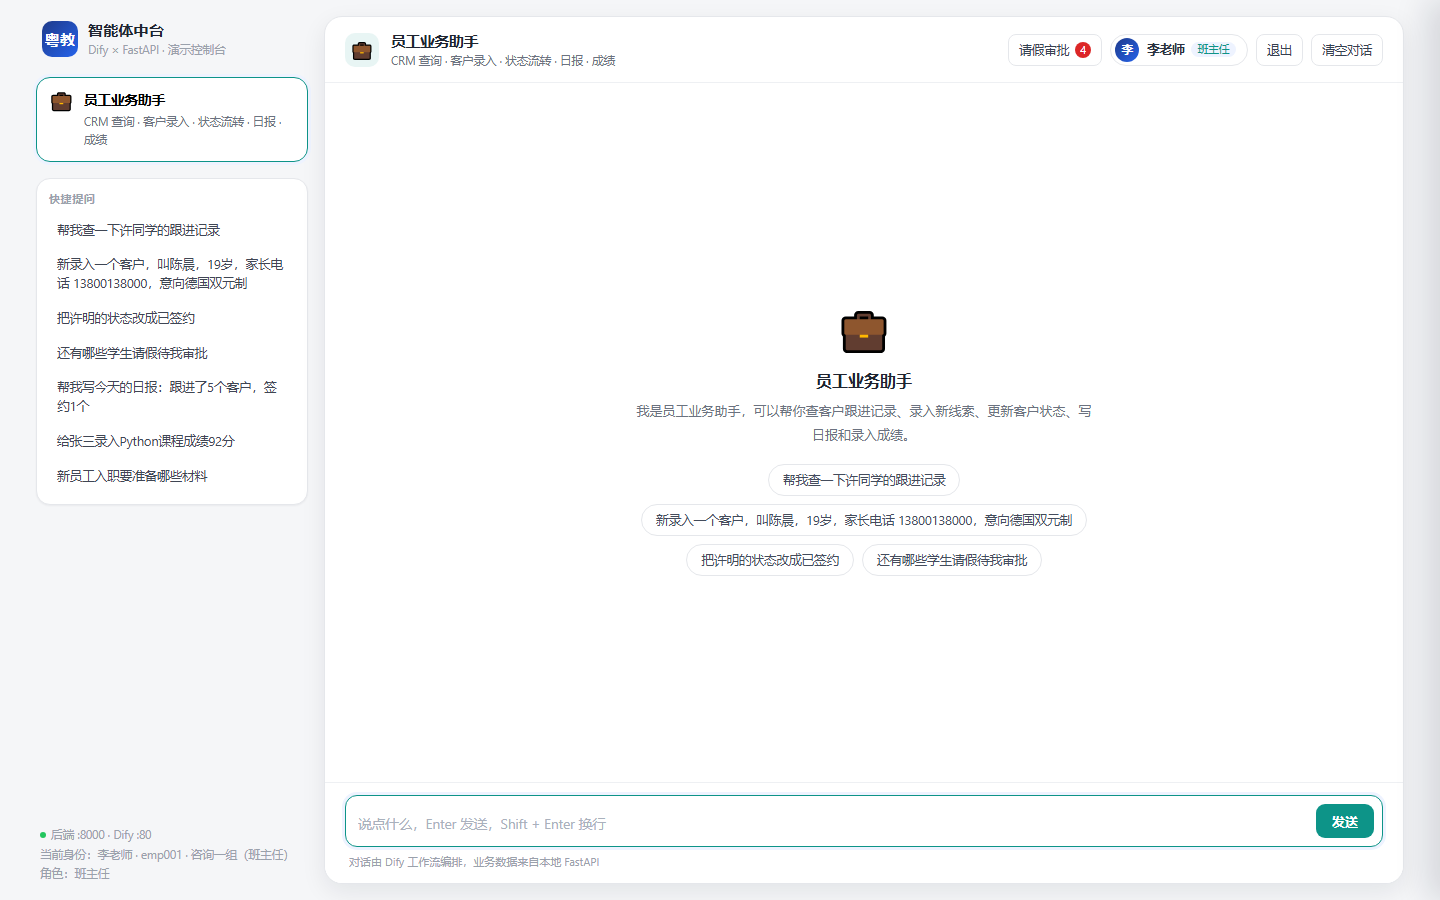 粤教
智能体中台
Dify × FastAPI · 演示控制台
员工业务助手
CRM 查询 · 客户录入 · 状态流转 · 日报 ·
成绩
快捷提问
帮我查一下许同学的跟进记录
新录入一个客户，叫陈晨，19岁，家长电
话 13800138000，意向德国双元制
把许明的状态改成已签约
还有哪些学生请假待我审批
帮我写今天的日报：跟进了5个客户，签
约1个
给张三录入Python课程成绩92分
新员工入职要准备哪些材料
后端 :8000 · Dify :80
当前身份：李老师 · emp001 · 咨询一组（班主任）
角色：班主任
员工业务助手
CRM 查询 · 客户录入 · 状态流转 · 日报 · 成绩
请假审批 4
李 李老师 班主任
退出
清空对话
员工业务助手
我是员工业务助手，可以帮你查客户跟进记录、录入新线索、更新客户状态、写
日报和录入成绩。
帮我查一下许同学的跟进记录
新录入一个客户，叫陈晨，19岁，家长电话 13800138000，意向德国双元制
把许明的状态改成已签约
还有哪些学生请假待我审批
说点什么，Enter 发送，Shift + Enter 换行
发送
对话由 Dify 工作流编排，业务数据来自本地 FastAPI